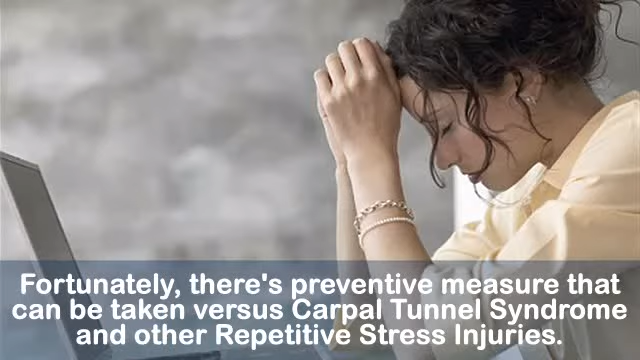 Fortunately, there's preventive measure that
can be taken versus Carpal Tunnel Syndrome
and other Repetitive Stress Injuries.